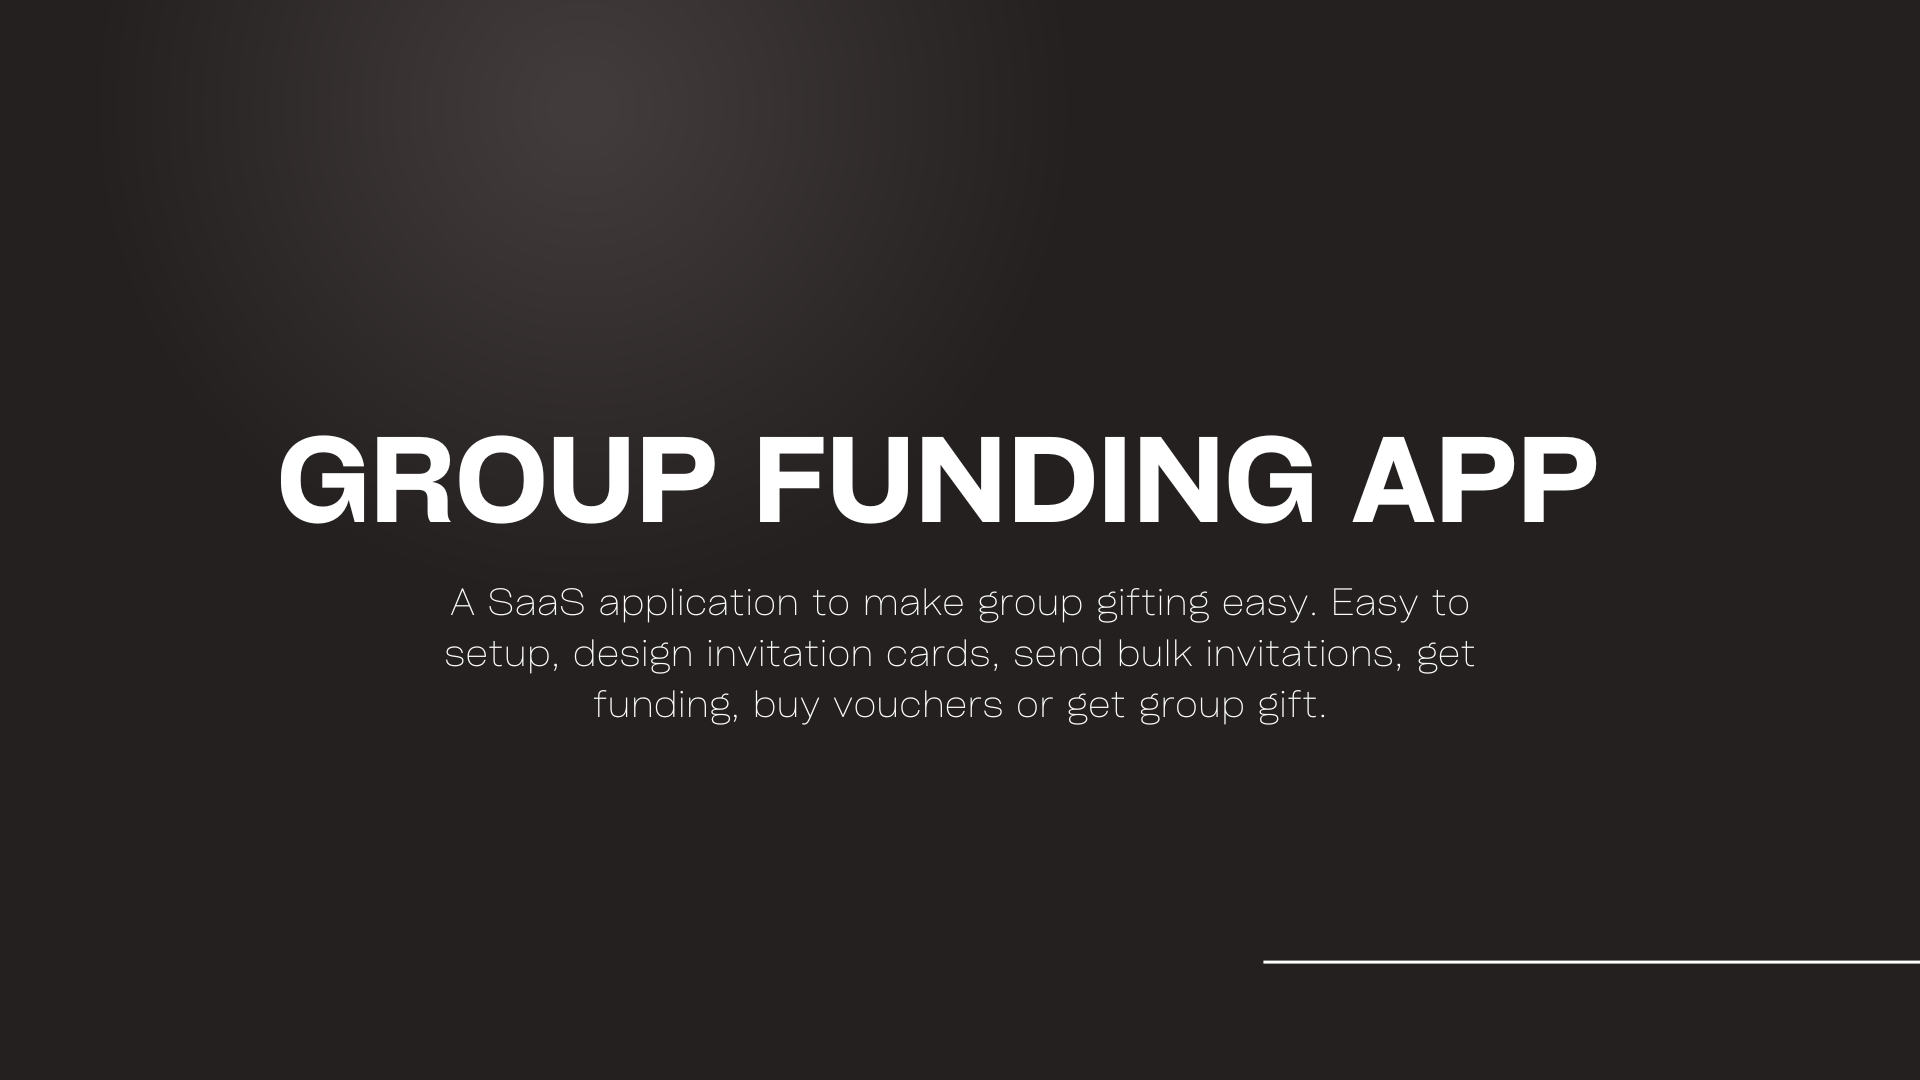 GROUP FUNDING APP
A SaaS application to make group gifting easy. Easy to
setup, design invitation cards, send bulk invitations, get
funding, buy vouchers or get group gift.